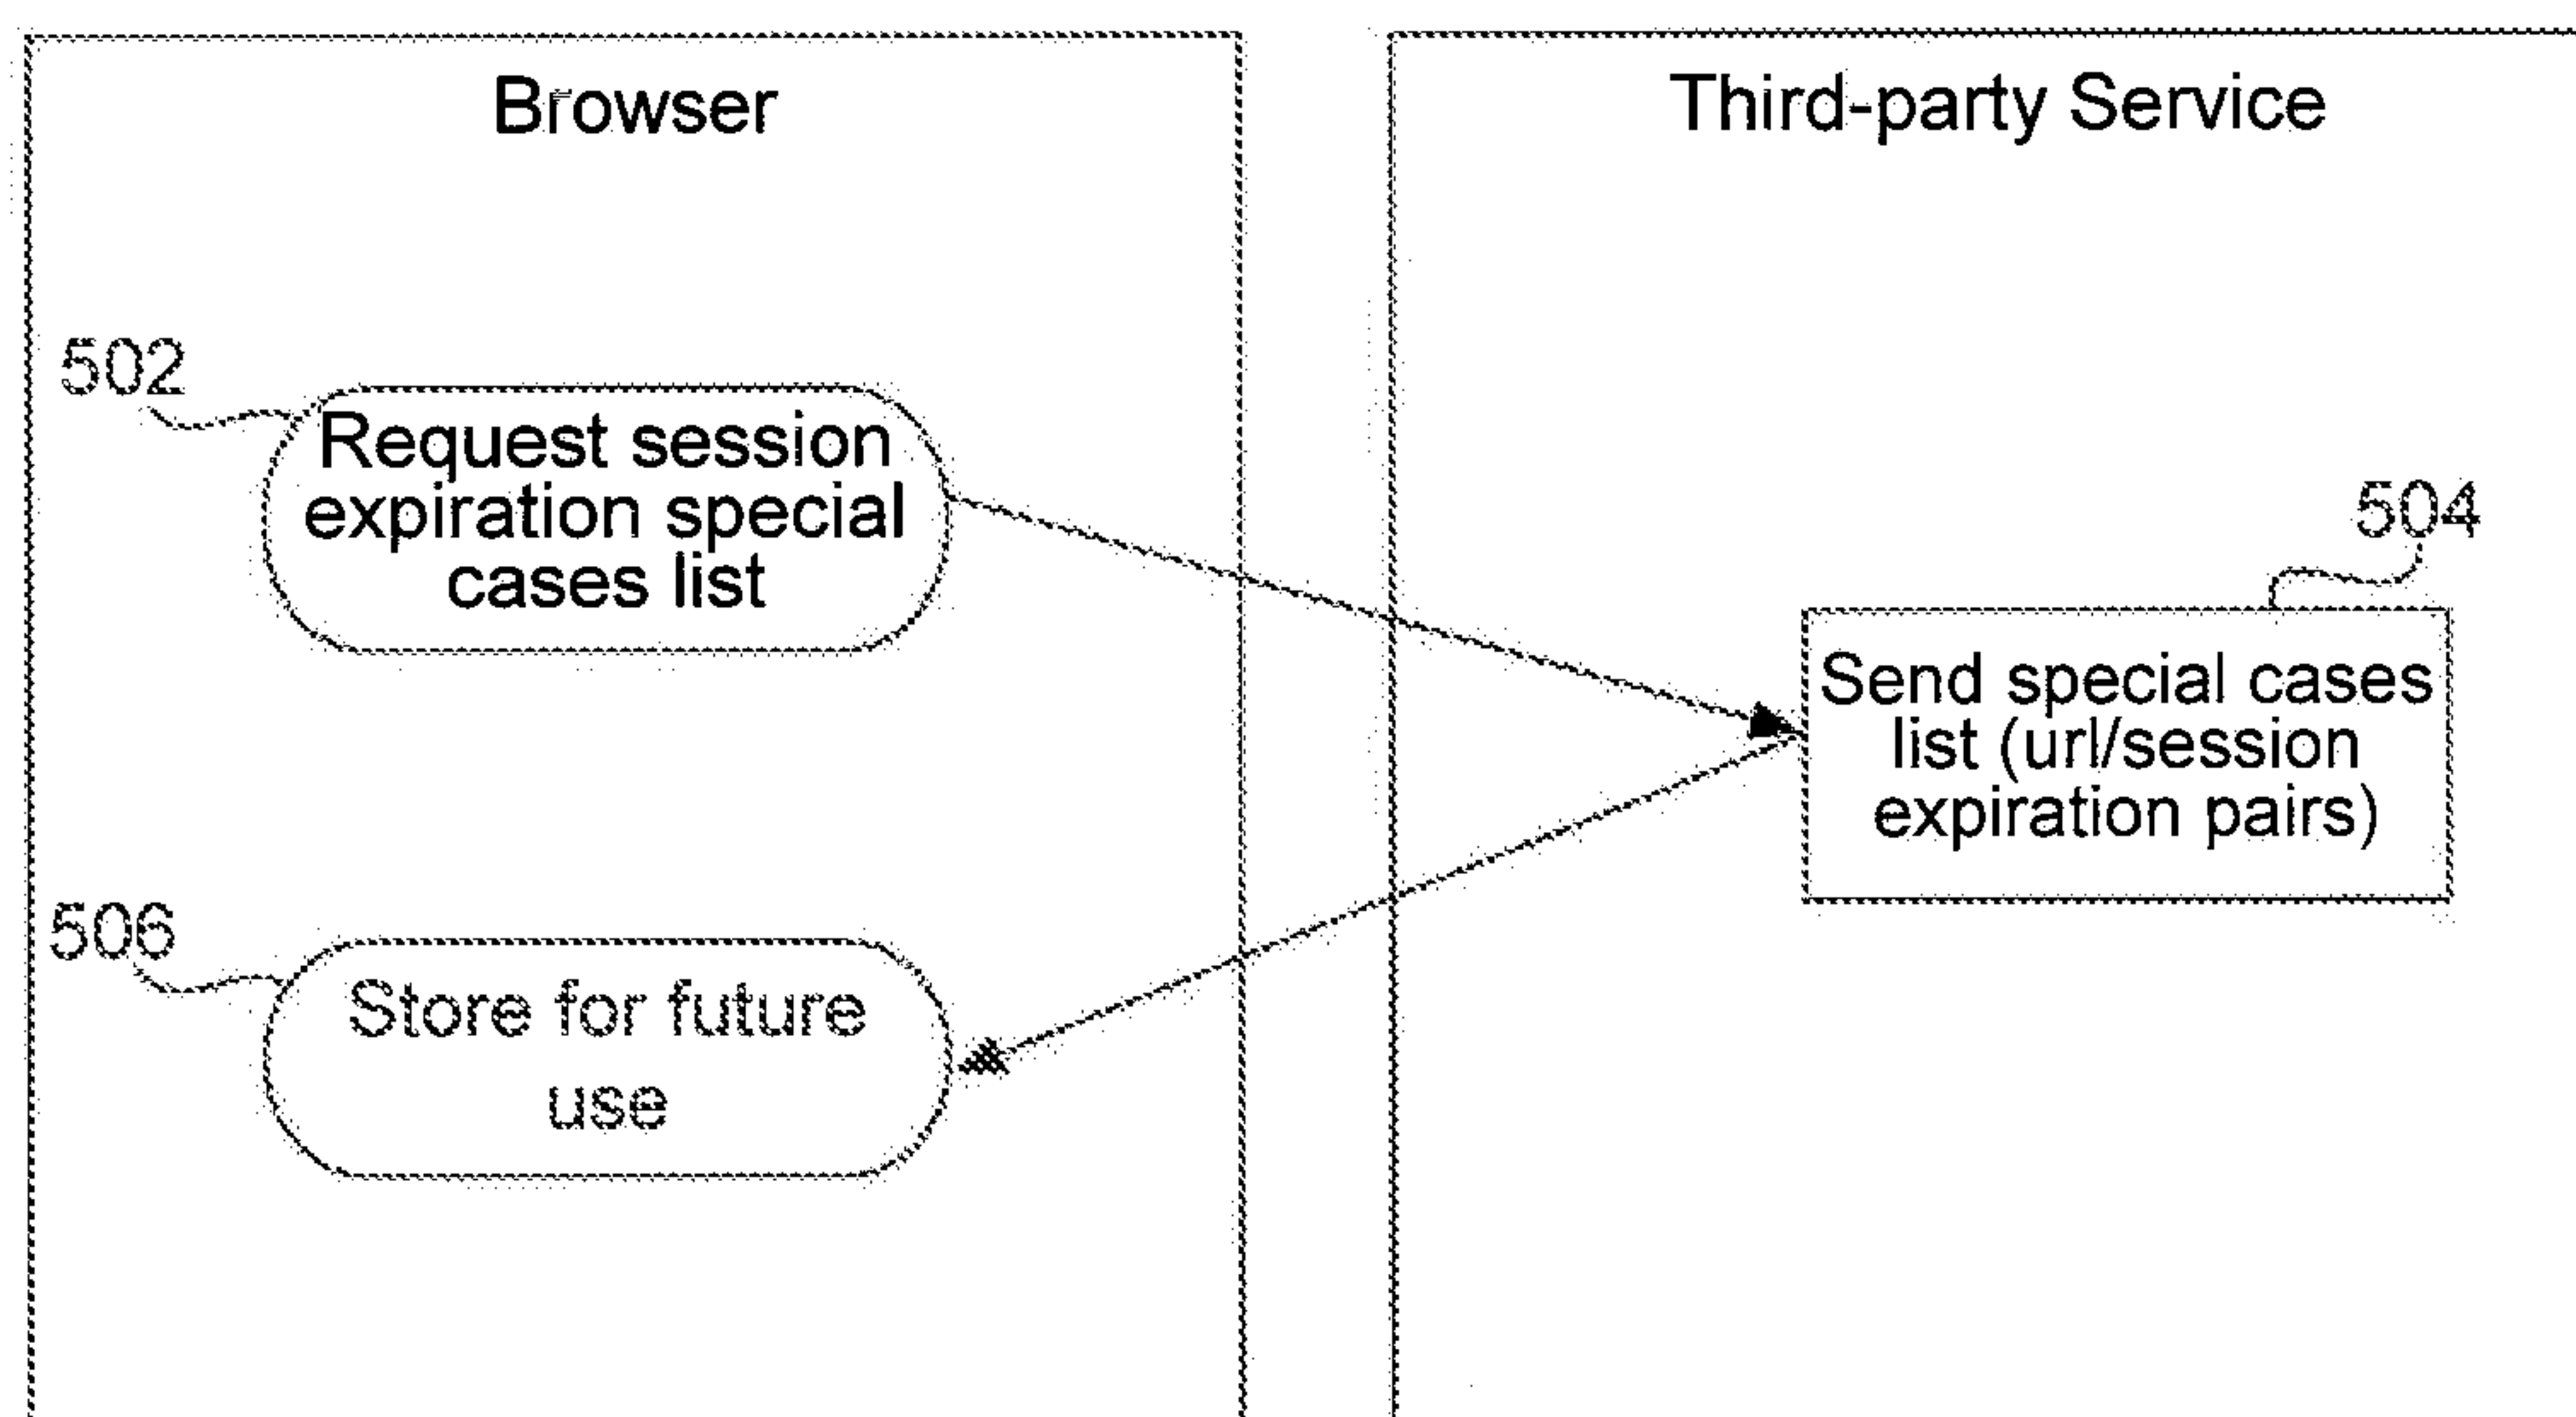 Browser
Third-party Service
502
Request session
expiration special
cases list
504
Send special cases
list (url/session
expiration pairs)
506
Store for future
use